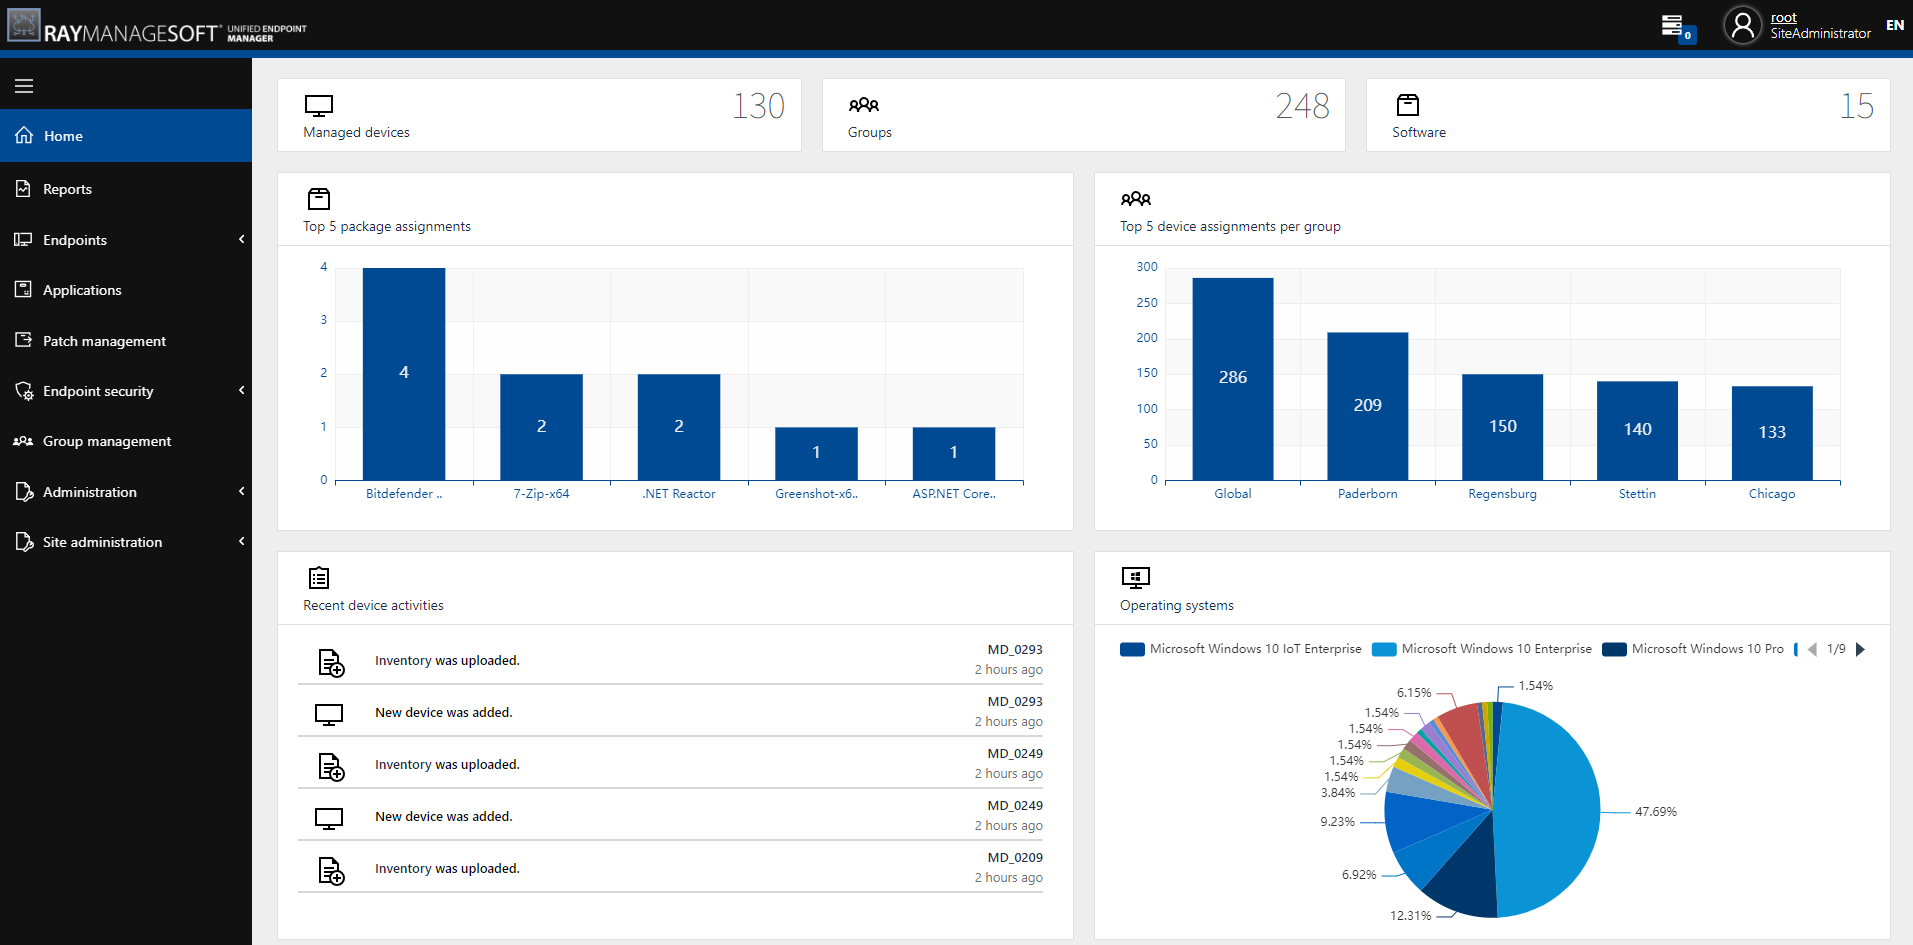 RAYMANAGESOFT® UNIFIED ENDPOINT MANAGER
0
root
SiteAdministrator
EN
Home
Reports
Endpoints
Applications
Patch management
Endpoint security
Group management
Administration
Site administration
Managed devices
130
Groups
248
Software
15
Top 5 package assignments
4
3
2
1
0
4
2
2
1
1
Bitdefender ..
7-Zip-x64
.NET Reactor
Greenshot-x6..
ASP.NET Core..
Top 5 device assignments per group
300
250
200
150
100
50
0
286
209
150
140
133
Global
Paderborn
Regensburg
Stettin
Chicago
Recent device activities
Inventory was uploaded.
MD_0293
2 hours ago
New device was added.
MD_0293
2 hours ago
Inventory was uploaded.
MD_0249
2 hours ago
New device was added.
MD_0249
2 hours ago
Inventory was uploaded.
MD_0209
2 hours ago
Operating systems
Microsoft Windows 10 IoT Enterprise
Microsoft Windows 10 Enterprise
Microsoft Windows 10 Pro
1/9
1.54%
6.15%
1.54%
1.54%
1.54%
1.54%
1.54%
3.84%
9.23%
6.92%
12.31%
47.69%